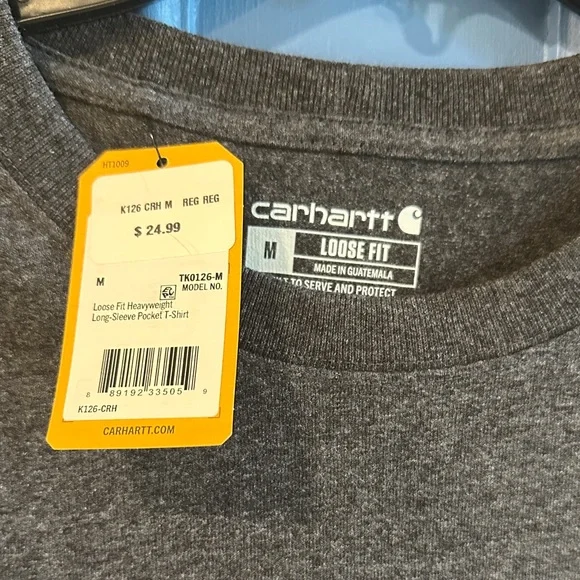 HT1009
K126 CRH M REG REG
$ 24.99
M TK0126-M
MODEL NO.
Loose Fit Heavyweight
Long-Sleeve Pocket T-Shirt
8 89192 33505 9
K126-CRH
CARHARTT.COM
carhartt
M LOOSE FIT
MADE IN GUATEMALA
TO SERVE AND PROTECT